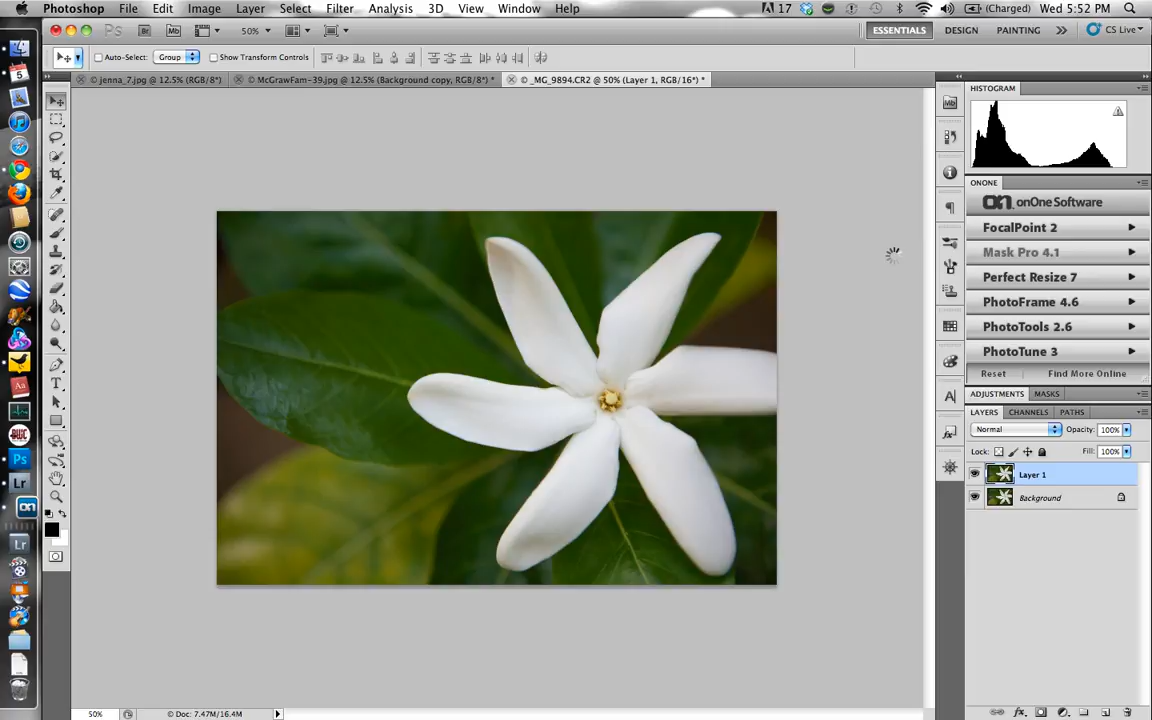 Photoshop File Edit Image Layer Select Filter Analysis 3D View Window Help 17 (Charged) Wed 5:52 PM
Ps Br Mb 50% ESSENTIALS DESIGN PAINTING >> CS Live
Auto-Select: Group Show Transform Controls
© jenna_7.jpg @ 12.5% (RGB/8*) © McGrawFam-39.jpg @ 12.5% (Background copy, RGB/8*) * © _MG_9894.CR2 @ 50% (Layer 1, RGB/16*) *
HISTOGRAM
ONONE
on onOne Software
FocalPoint 2
Mask Pro 4.1
Perfect Resize 7
PhotoFrame 4.6
PhotoTools 2.6
PhotoTune 3
Reset Find More Online
ADJUSTMENTS MASKS
LAYERS CHANNELS PATHS
Normal Opacity: 100%
Lock: Fill: 100%
Layer 1
Background
50% Doc: 7.47M/16.4M